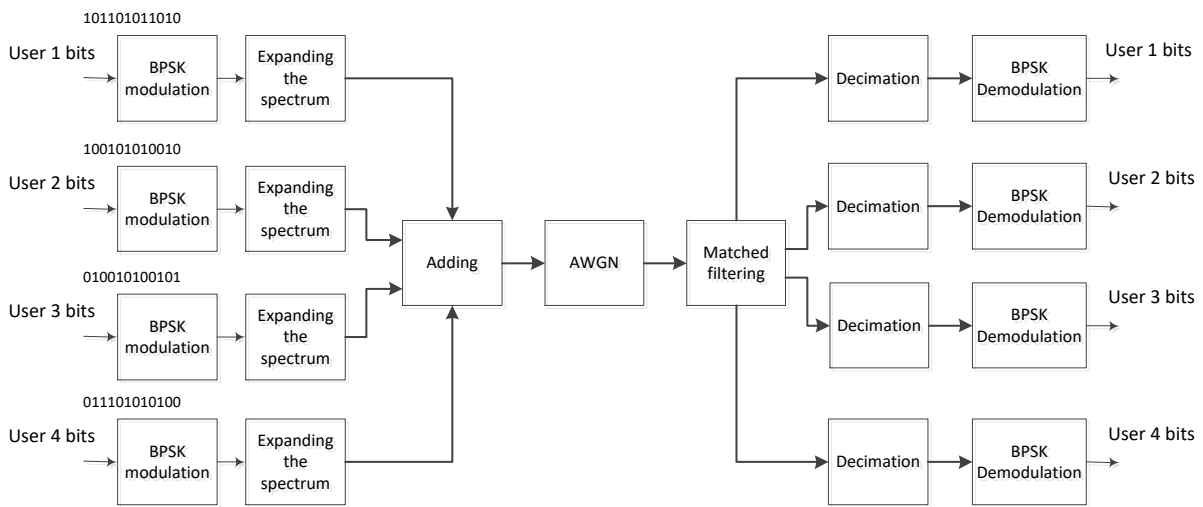 101101011010
User 1 bits
BPSK
modulation
Expanding
the
spectrum
Decimation
BPSK
Demodulation
User 1 bits
100101010010
User 2 bits
BPSK
modulation
Expanding
the
spectrum
Decimation
BPSK
Demodulation
User 2 bits
Adding
AWGN
Matched
filtering
010010100101
User 3 bits
BPSK
modulation
Expanding
the
spectrum
Decimation
BPSK
Demodulation
User 3 bits
011101010100
User 4 bits
BPSK
modulation
Expanding
the
spectrum
Decimation
BPSK
Demodulation
User 4 bits